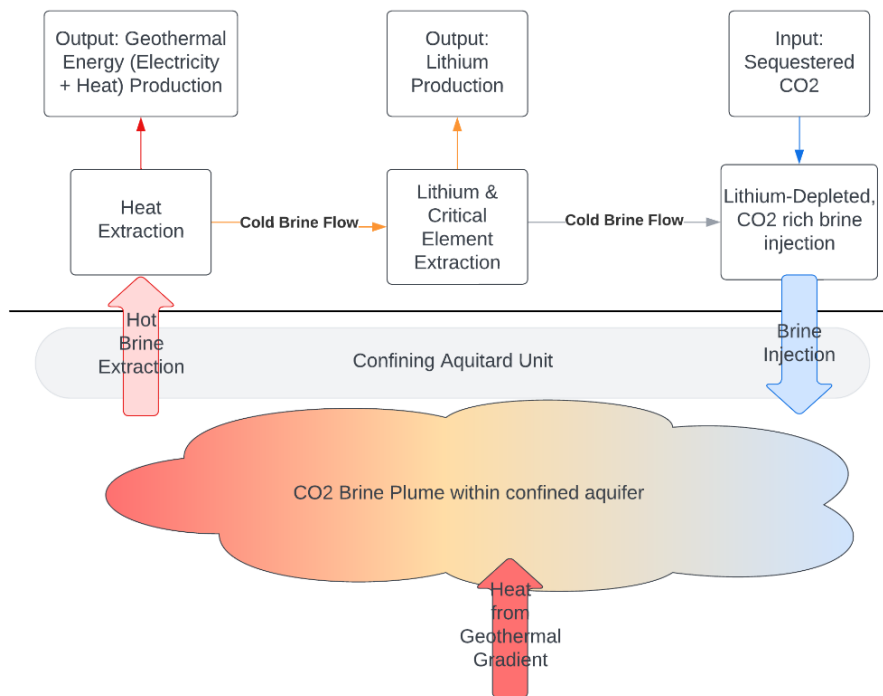 Output: Geothermal
Energy (Electricity
+ Heat) Production
Output:
Lithium
Production
Input:
Sequestered
CO2
Heat
Extraction
Cold Brine Flow
Lithium &
Critical
Element
Extraction
Cold Brine Flow
Lithium-Depleted,
CO2 rich brine
injection
Hot
Brine
Extraction
Confining Aquitard Unit
Brine
Injection
CO2 Brine Plume within confined aquifer
Heat
from
Geothermal
Gradient